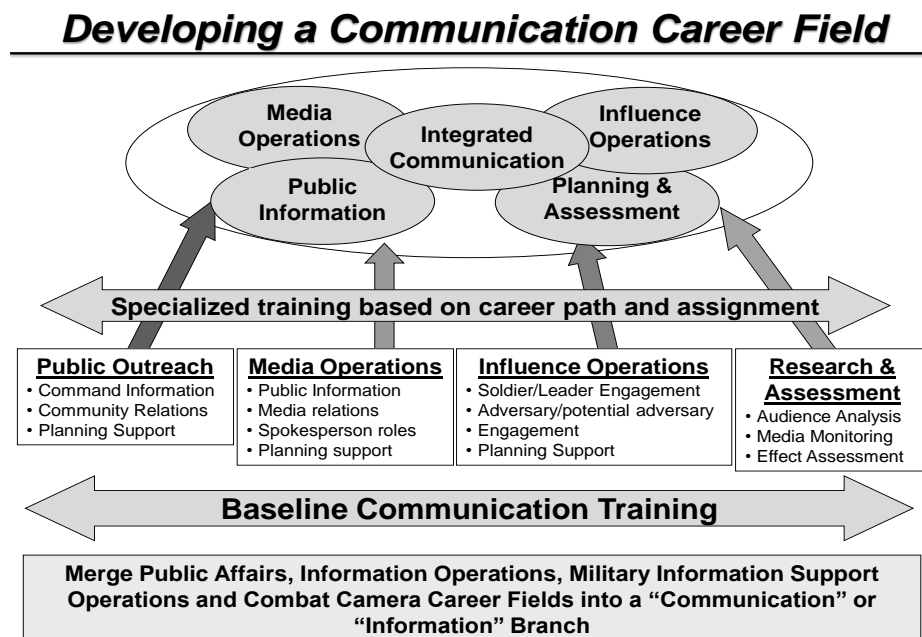 Developing a Communication Career Field
Media
Operations
Integrated
Communication
Influence
Operations
Public
Information
Planning &
Assessment
Specialized training based on career path and assignment
Public Outreach
• Command Information
• Community Relations
• Planning Support
Media Operations
• Public Information
• Media relations
• Spokesperson roles
• Planning support
Influence Operations
• Soldier/Leader Engagement
• Adversary/potential adversary
• Engagement
• Planning Support
Research &
Assessment
• Audience Analysis
• Media Monitoring
• Effect Assessment
Baseline Communication Training
Merge Public Affairs, Information Operations, Military Information Support
Operations and Combat Camera Career Fields into a “Communication” or
“Information” Branch